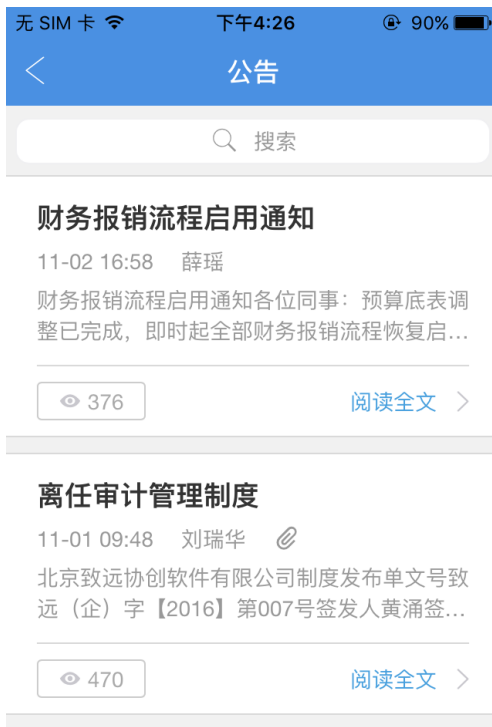 无 SIM 卡 下午4:26 90%
公告
搜索
财务报销流程启用通知
11-02 16:58 薛瑶
财务报销流程启用通知各位同事：预算底表调
整已完成，即时起全部财务报销流程恢复启…
376 阅读全文
离任审计管理制度
11-01 09:48 刘瑞华
北京致远协创软件有限公司制度发布单文号致
远（企）字【2016】第007号签发人黄涌签…
470 阅读全文